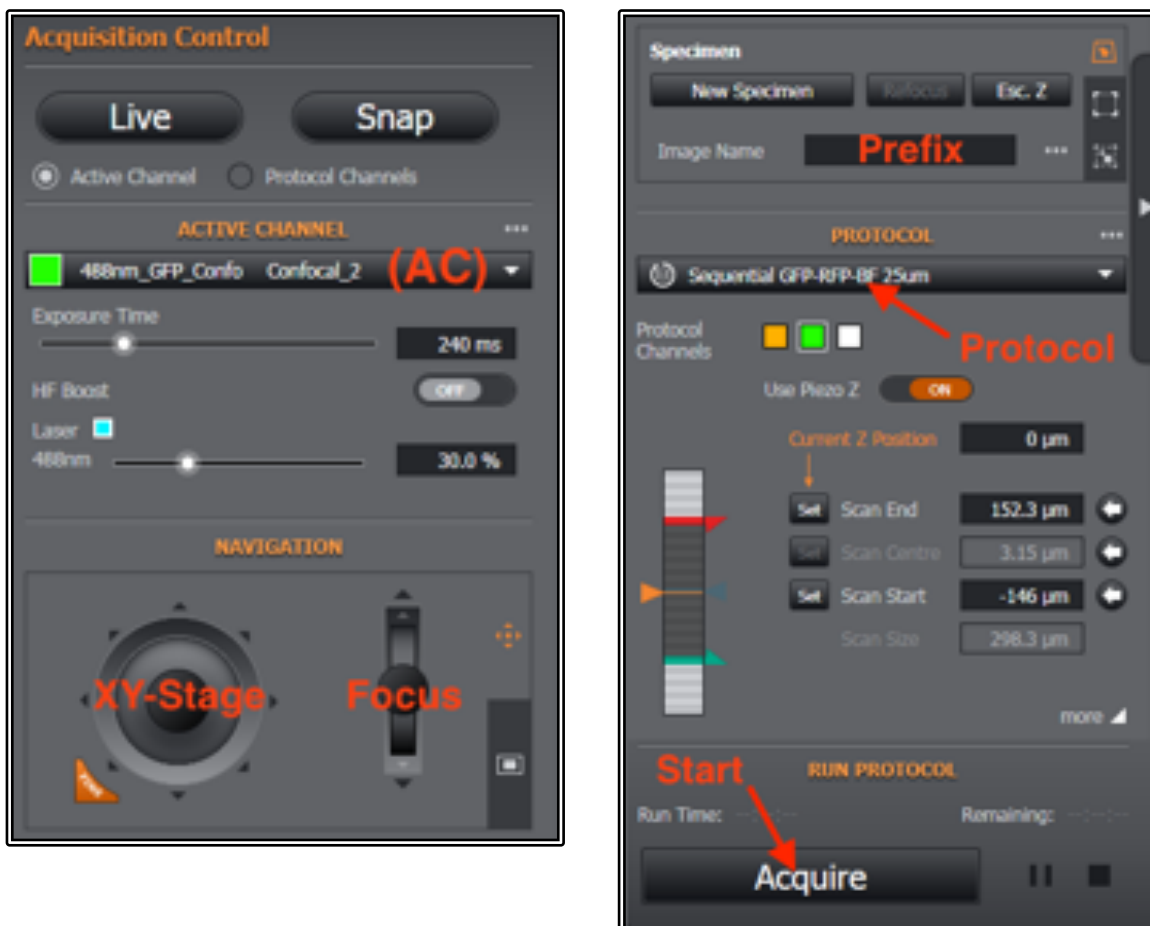 Acquisition Control
Live Snap
Active Channel Protocol Channels
ACTIVE CHANNEL ...
488nm_GFP_Confo Confocal_2 (AC)
Exposure Time
240 ms
HF Boost OFF
Laser
488nm 30.0 %
NAVIGATION
XY-Stage Focus
FINE
Specimen
New Specimen Refocus Esc. Z
Image Name Prefix ...
PROTOCOL ...
Sequential GFP-RFP-BF 25um
Protocol
Channels
Protocol
Use Piezo Z ON
Current Z Position 0 µm
Set Scan End 152.3 µm
Set Scan Centre 3.15 µm
Set Scan Start -146 µm
Scan Size 298.3 µm
more
Start
RUN PROTOCOL
Run Time: --:--:-- Remaining: --:--:--
Acquire